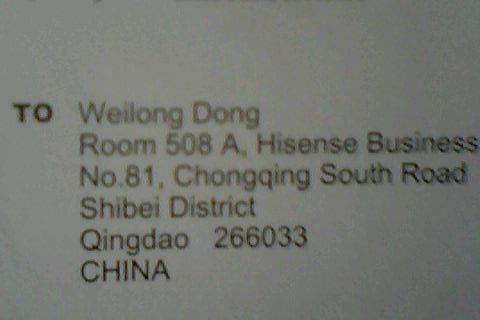 TO Weilong Dong
Room 508 A, Hisense Business
No.81, Chongqing South Road
Shibei District
Qingdao 266033
CHINA